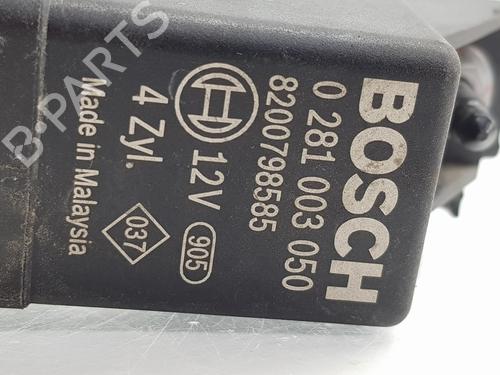 BOSCH
0 281 003 050
8200798585
12V 905
4 Zyl. 037
Made in Malaysia
B-PARTS